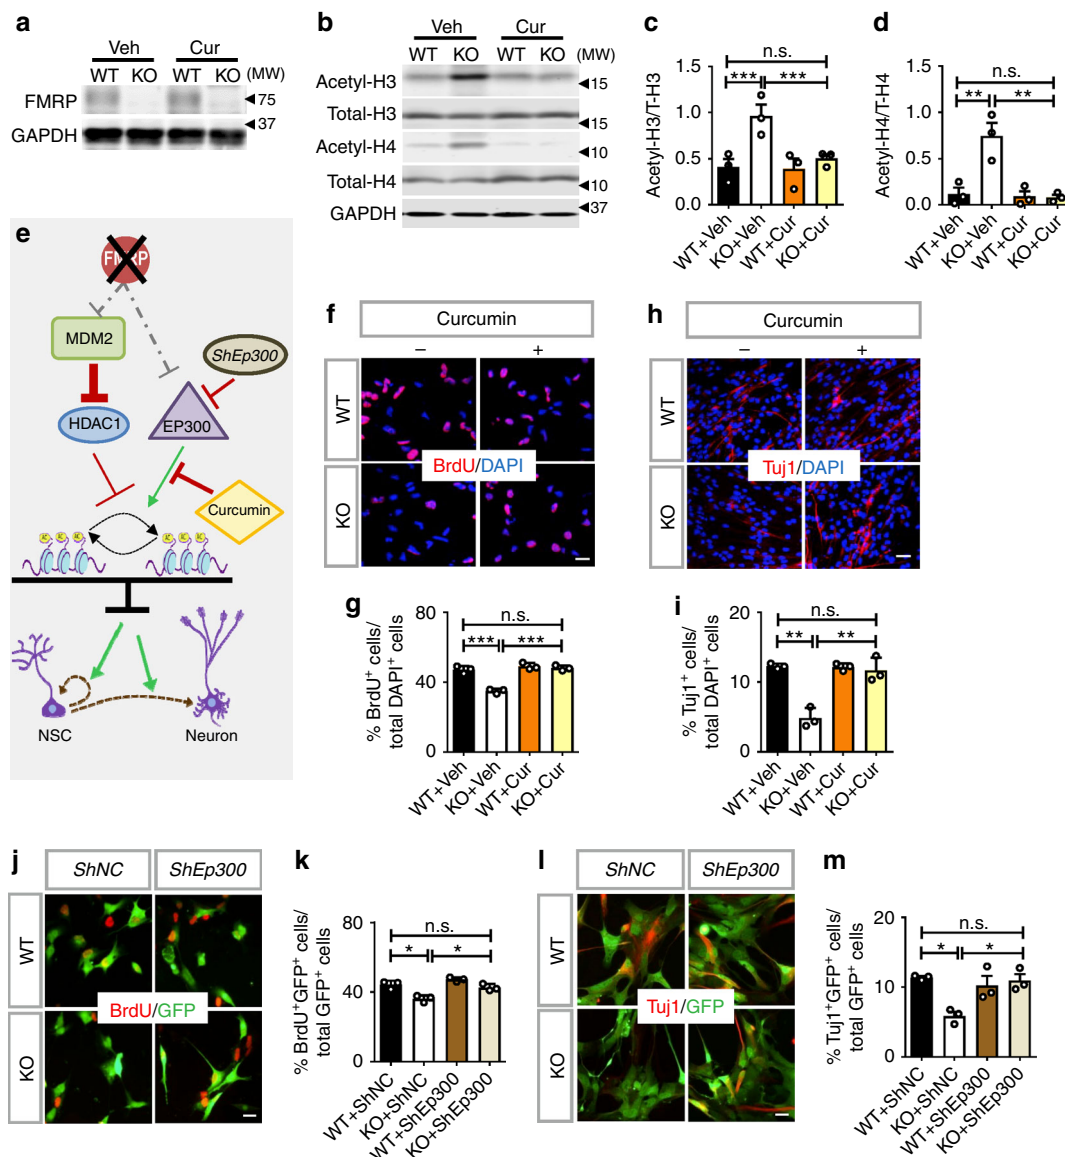 a
Veh Cur
WT KO WT KO (MW)
FMRP 75
37
GAPDH
b
Veh Cur
WT KO WT KO (MW)
Acetyl-H3 15
Total-H3 15
Acetyl-H4 10
Total-H4 10
GAPDH 37
c
n.s.
*** ***
1.5
1.0
0.5
0.0
Acetyl-H3/T-H3
WT+Veh
KO+Veh
WT+Cur
KO+Cur
d
n.s.
** **
1.5
1.0
0.5
0.0
Acetyl-H4/T-H4
WT+Veh
KO+Veh
WT+Cur
KO+Cur
e
FMRP
MDM2
ShEp300
HDAC1
EP300
Curcumin
NSC Neuron
f
Curcumin
– +
WT
BrdU/DAPI
KO
g
n.s.
*** ***
80
40
0
% BrdU+ cells/
total DAPI+ cells
WT+Veh
KO+Veh
WT+Cur
KO+Cur
h
Curcumin
– +
WT
Tuj1/DAPI
KO
i
n.s.
** **
20
10
0
% Tuj1+ cells/
total DAPI+ cells
WT+Veh
KO+Veh
WT+Cur
KO+Cur
j
ShNC ShEp300
WT
BrdU/GFP
KO
k
n.s.
* *
80
40
0
% BrdU+GFP+ cells/
total GFP+ cells
WT+ShNC
KO+ShNC
WT+ShEp300
KO+ShEp300
l
ShNC ShEp300
WT
Tuj1/GFP
KO
m
n.s.
* *
20
10
0
% Tuj1+GFP+ cells/
total GFP+ cells
WT+ShNC
KO+ShNC
WT+ShEp300
KO+ShEp300